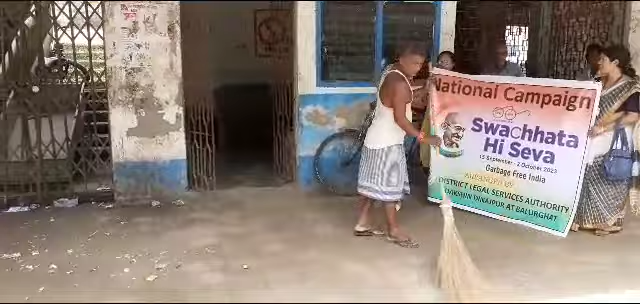 National Campaign
Swachhata
Hi Seva
15 September - 2 October 2023
Garbage Free India
DISTRICT LEGAL SERVICES AUTHORITY
DAKSHIN DINAJPUR AT BALURGHAT